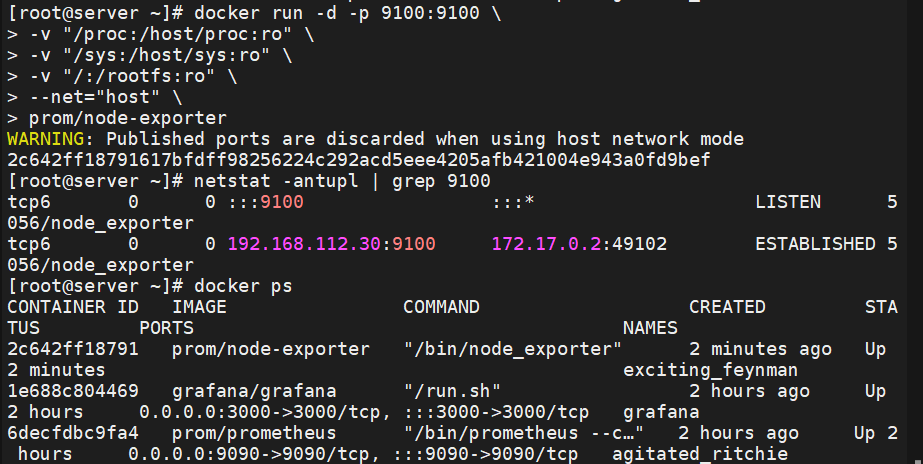 [root@server ~]# docker run -d -p 9100:9100 \
> -v "/proc:/host/proc:ro" \
> -v "/sys:/host/sys:ro" \
> -v "/:/rootfs:ro" \
> --net="host" \
> prom/node-exporter
WARNING: Published ports are discarded when using host network mode
2c642ff18791617bfdff98256224c292acd5eee4205afb421004e943a0fd9bef
[root@server ~]# netstat -antupl | grep 9100
tcp6       0      0 :::9100                 :::*                    LISTEN      5
056/node_exporter
tcp6       0      0 192.168.112.30:9100     172.17.0.2:49102        ESTABLISHED 5
056/node_exporter
[root@server ~]# docker ps
CONTAINER ID   IMAGE                COMMAND                   CREATED         STA
TUS         PORTS                                       NAMES
2c642ff18791   prom/node-exporter   "/bin/node_exporter"      2 minutes ago   Up
2 minutes                                               exciting_feynman
1e688c804469   grafana/grafana      "/run.sh"                 2 hours ago     Up
2 hours     0.0.0.0:3000->3000/tcp, :::3000->3000/tcp   grafana
6decfdbc9fa4   prom/prometheus      "/bin/prometheus --c…"   2 hours ago     Up 2
 hours     0.0.0.0:9090->9090/tcp, :::9090->9090/tcp   agitated_ritchie